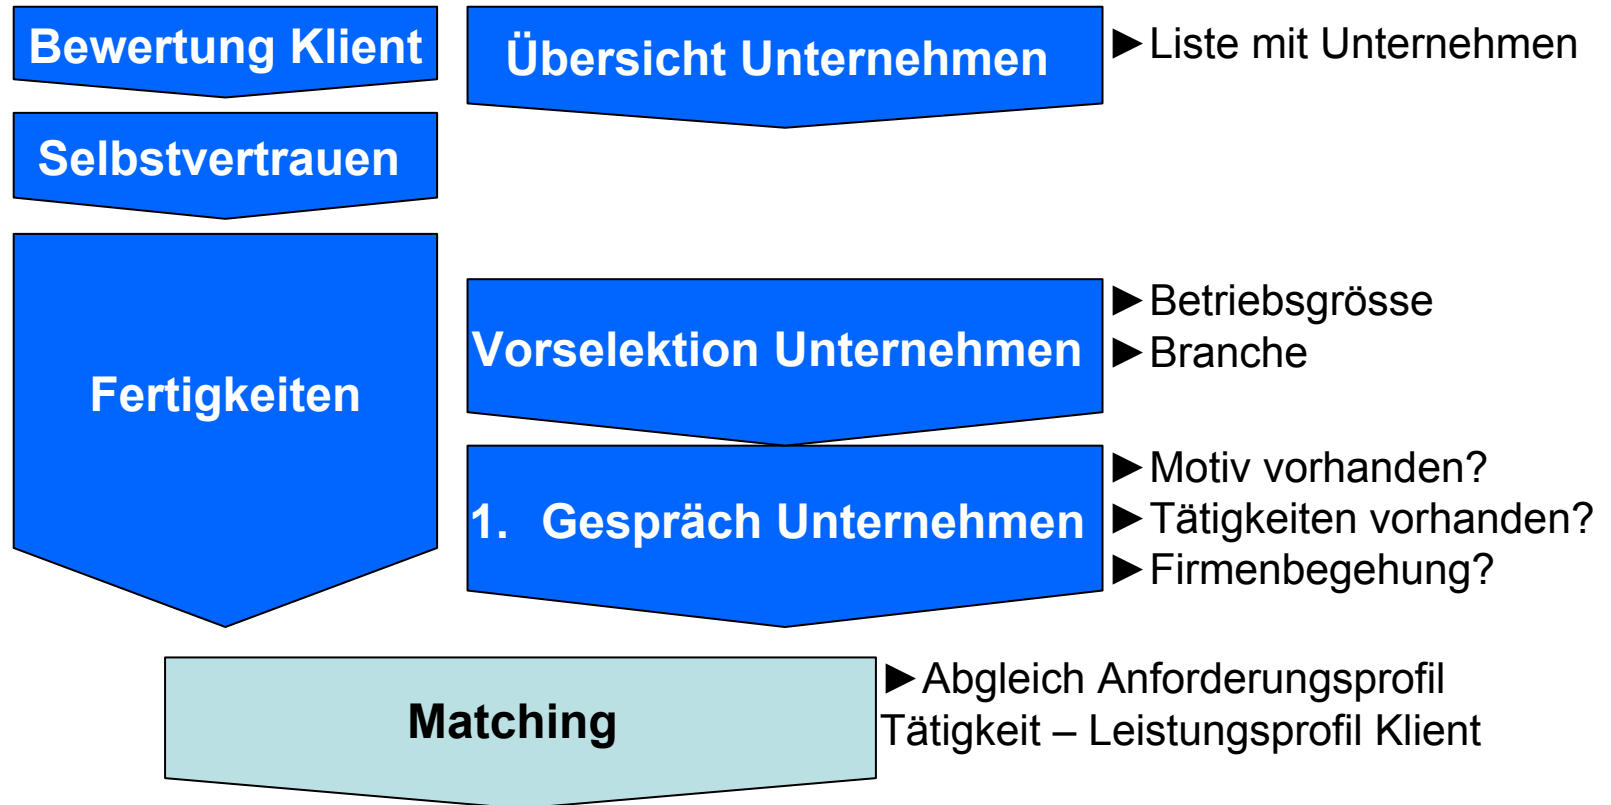 Bewertung Klient
Übersicht Unternehmen
►Liste mit Unternehmen
Selbstvertrauen
Fertigkeiten
Vorselektion Unternehmen
►Betriebsgrösse
►Branche
1. Gespräch Unternehmen
►Motiv vorhanden?
►Tätigkeiten vorhanden?
►Firmenbegehung?
Matching
►Abgleich Anforderungsprofil
Tätigkeit – Leistungsprofil Klient